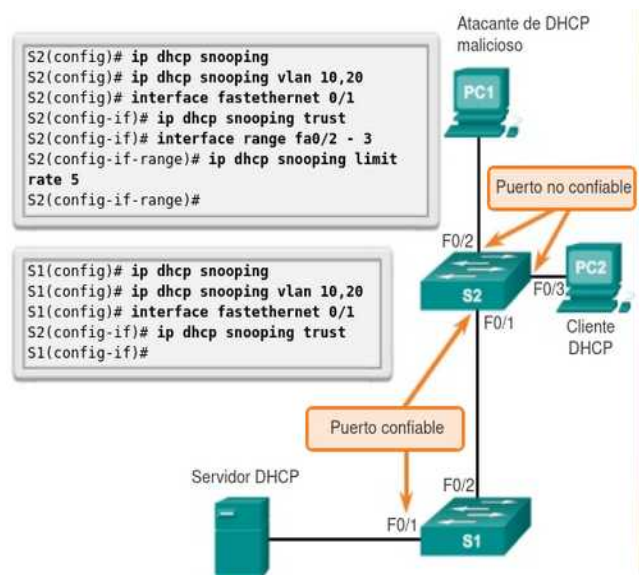 S2(config)# ip dhcp snooping
S2(config)# ip dhcp snooping vlan 10,20
S2(config)# interface fastethernet 0/1
S2(config-if)# ip dhcp snooping trust
S2(config-if)# interface range fa0/2 - 3
S2(config-if-range)# ip dhcp snooping limit
rate 5
S2(config-if-range)#
S1(config)# ip dhcp snooping
S1(config)# ip dhcp snooping vlan 10,20
S1(config)# interface fastethernet 0/1
S2(config-if)# ip dhcp snooping trust
S1(config-if)#
Atacante de DHCP
malicioso
PC1
Puerto no confiable
F0/2
PC2
S2
F0/3
F0/1
Cliente
DHCP
Puerto confiable
Servidor DHCP
F0/2
F0/1
S1